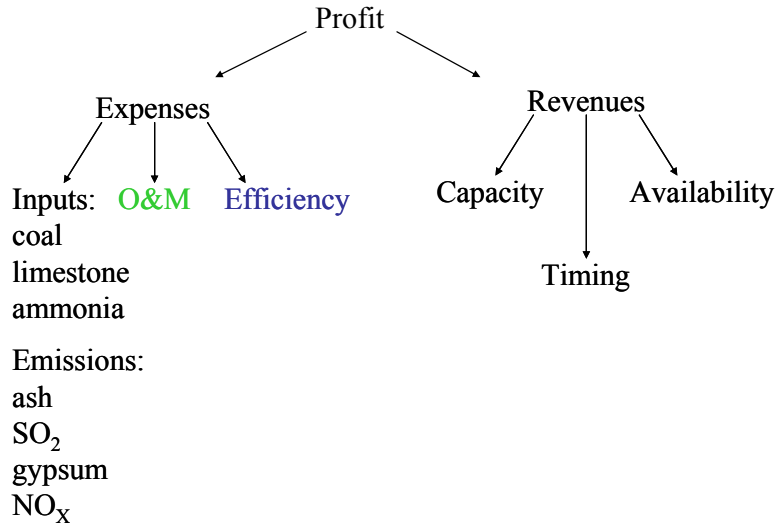 Profit
Expenses
Revenues
Inputs: O&M Efficiency
coal
limestone
ammonia
Capacity
Availability
Timing
Emissions:
ash
SO₂
gypsum
NOX